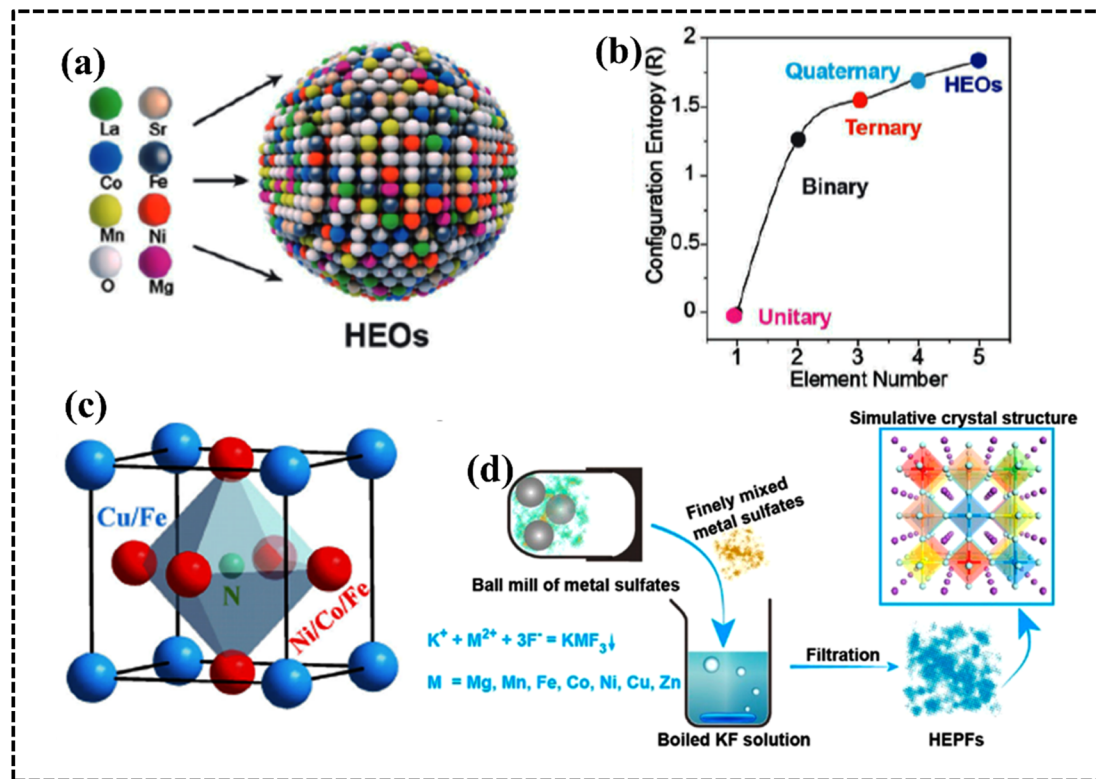 (a)
La Sr
Co Fe
Mn Ni
O Mg
HEOs
(b)
Configuration Entropy (R)
2
1.5
1
0.5
0
Quaternary
HEOs
Ternary
Binary
Unitary
1 2 3 4 5
Element Number
(c)
Cu/Fe
N
Ni/Co/Fe
(d)
Ball mill of metal sulfates
Finely mixed
metal sulfates
K⁺ + M²⁺ + 3F⁻ = KMF₃↓
M = Mg, Mn, Fe, Co, Ni, Cu, Zn
Boiled KF solution
Filtration
HEPFs
Simulative crystal structure